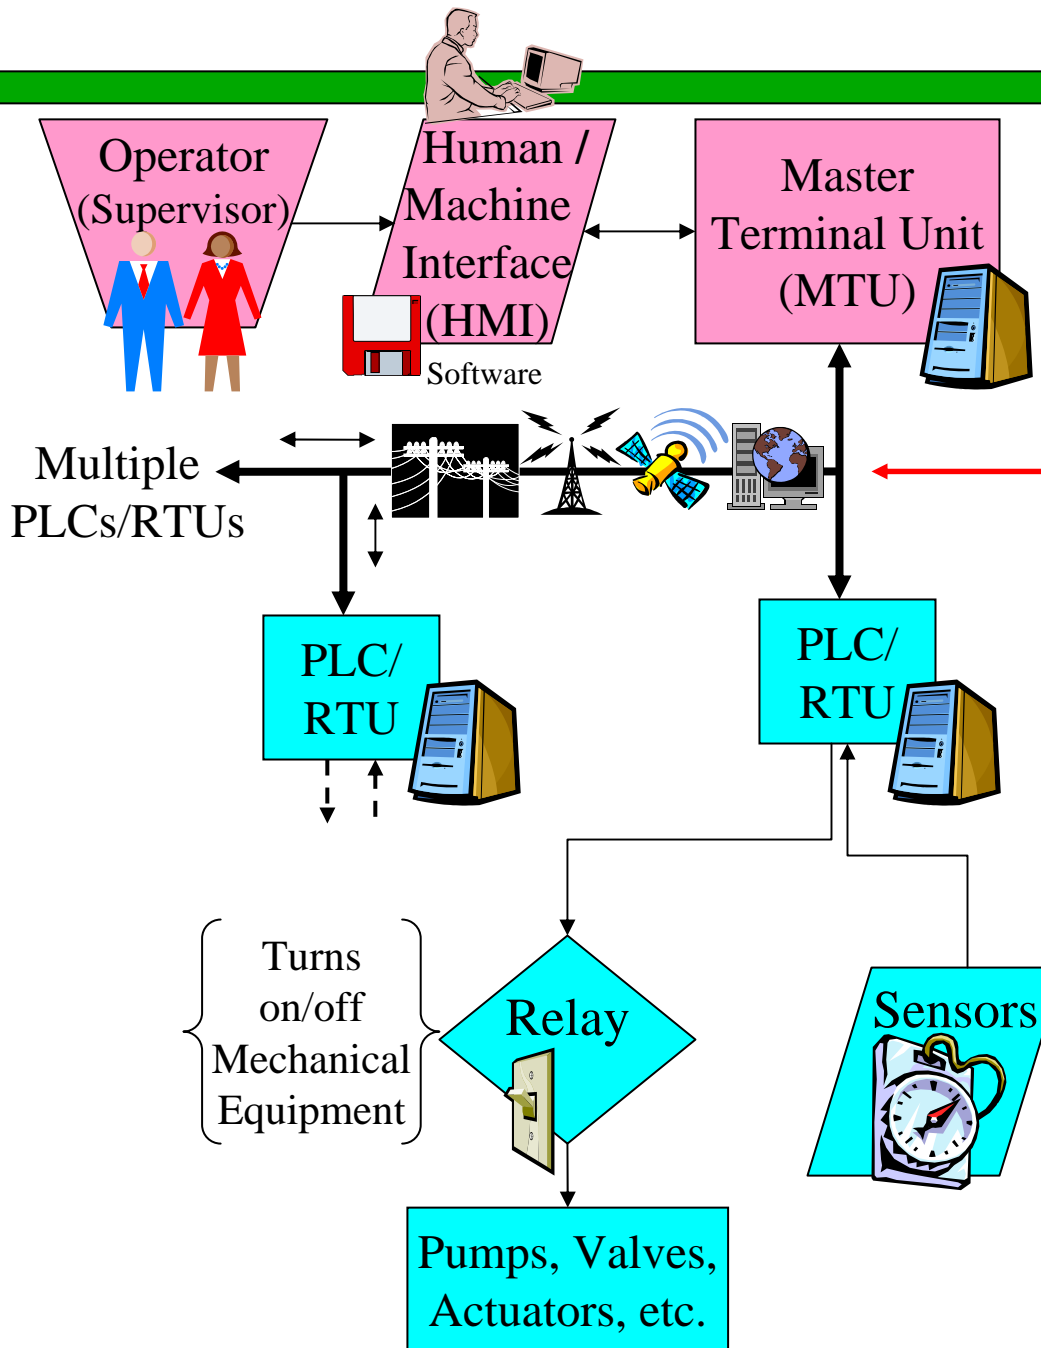 Operator
(Supervisor)
Human /
Machine
Interface
(HMI)
Software
Master
Terminal Unit
(MTU)
Multiple
PLCs/RTUs
PLC/
RTU
PLC/
RTU
Turns
on/off
Mechanical
Equipment
Relay
Sensors
Pumps, Valves,
Actuators, etc.